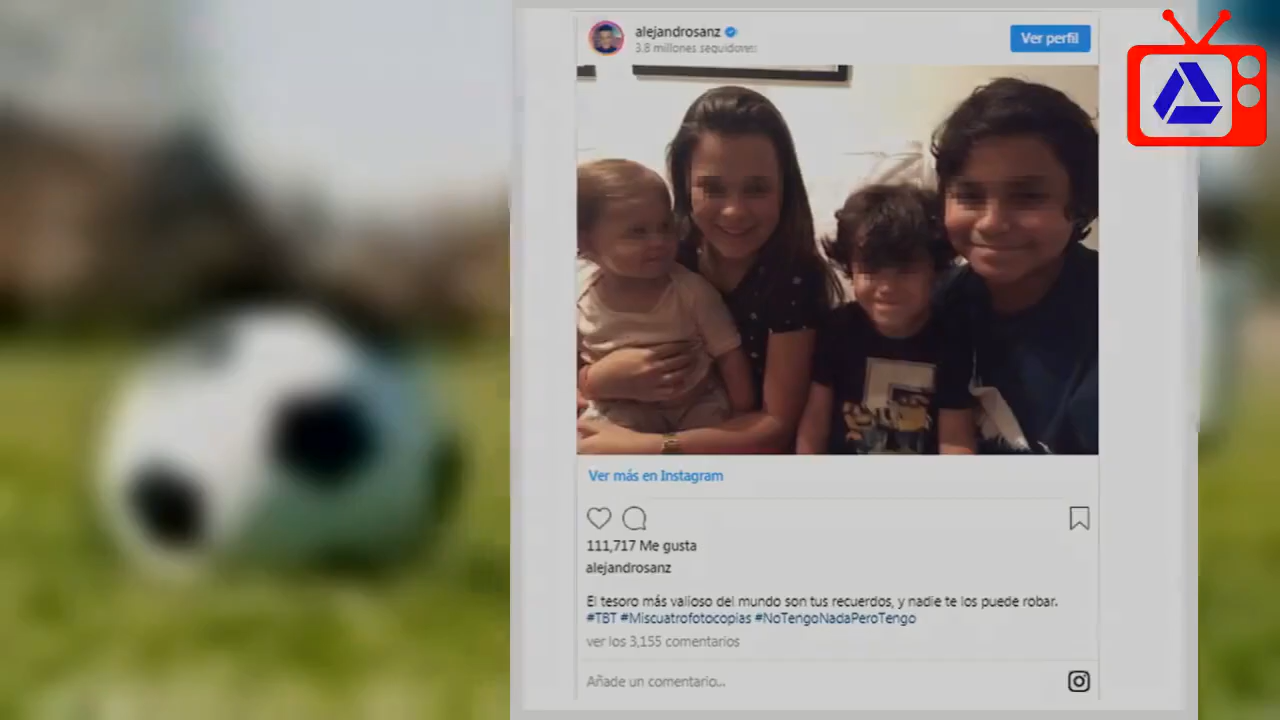 alejandrosanz
3.8 millones seguidores
Ver perfil
Ver más en Instagram
111,717 Me gusta
alejandrosanz
El tesoro más valioso del mundo son tus recuerdos, y nadie te los puede robar.
#TBT #Miscuatrofotocopias #NoTengoNadaPeroTengo
ver los 3,155 comentarios
Añade un comentario...